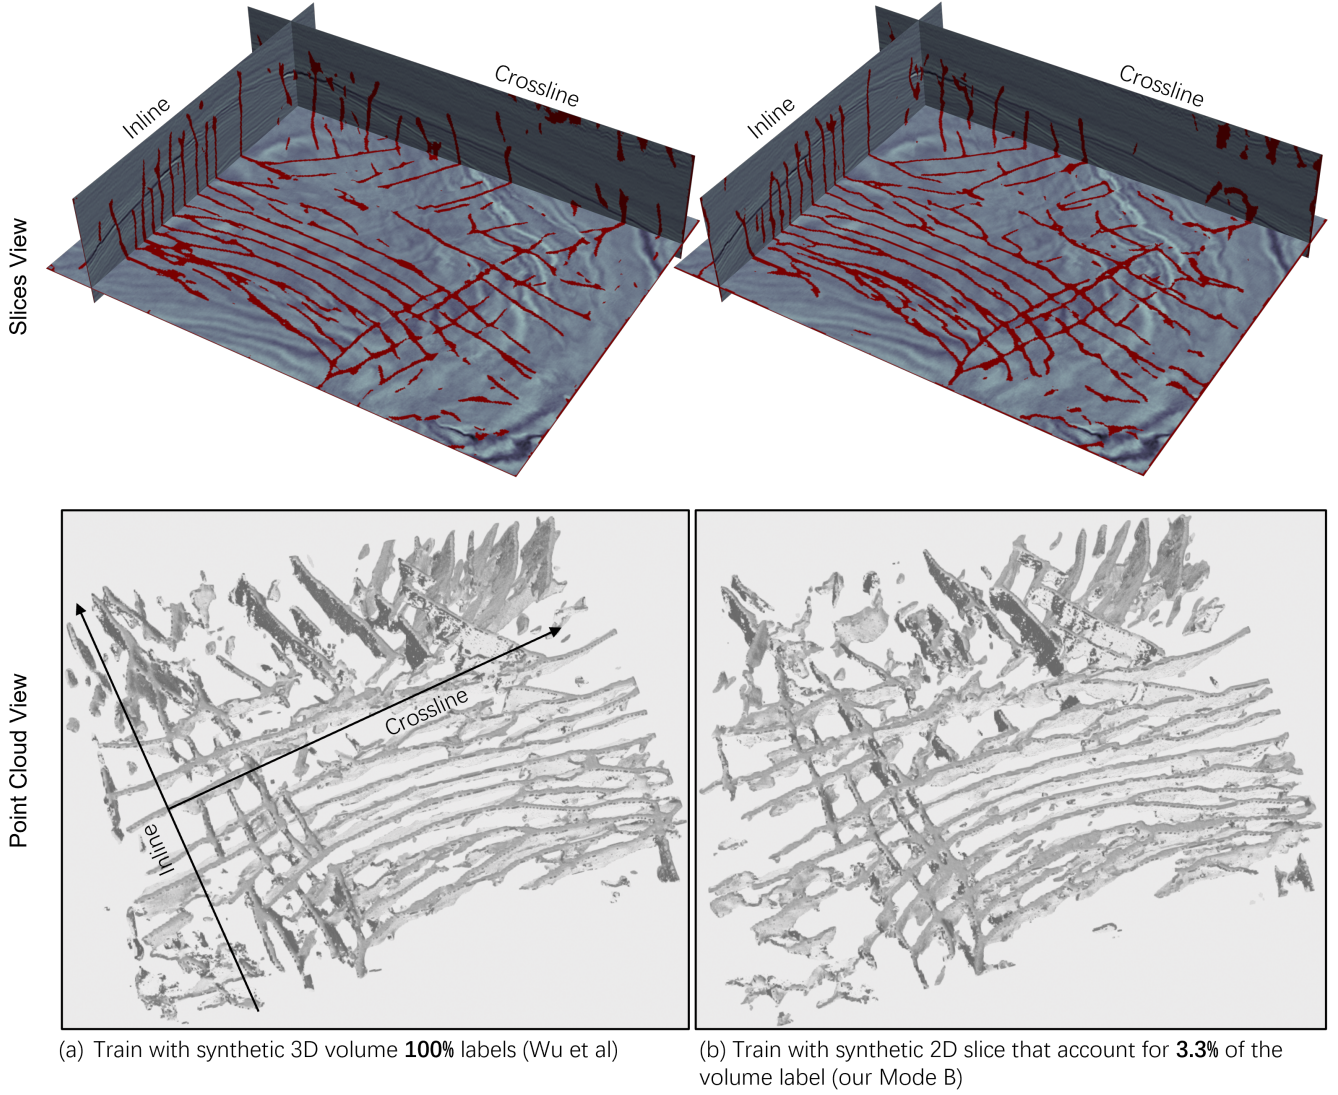 Inline
Crossline
Inline
Crossline
Slices View
Point Cloud View
Crossline
Inline
(a) Train with synthetic 3D volume 100% labels (Wu et al)
(b) Train with synthetic 2D slice that account for 3.3% of the
volume label (our Mode B)